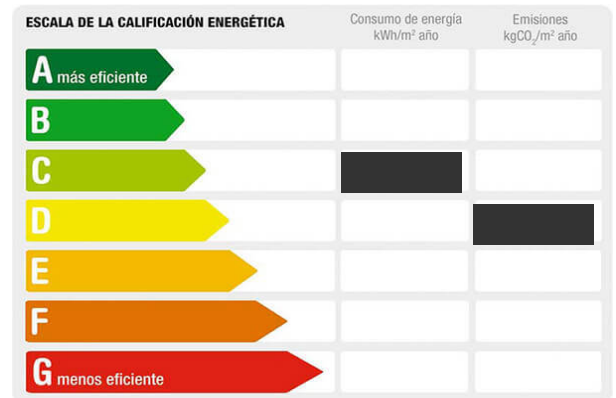 ESCALA DE LA CALIFICACIÓN ENERGÉTICA
Consumo de energía
kWh/m² año
Emisiones
kgCO₂/m² año
A más eficiente
B
C
D
E
F
G menos eficiente